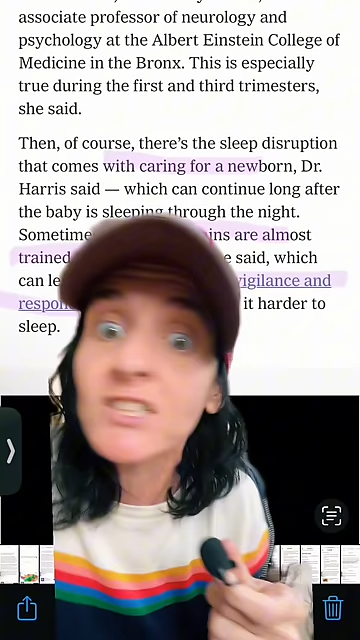 associate professor of neurology and
psychology at the Albert Einstein College of
Medicine in the Bronx. This is especially
true during the first and third trimesters,
she said.
Then, of course, there’s the sleep disruption
that comes with caring for a newborn, Dr.
Harris said — which can continue long after
the baby is sleeping through the night.
Sometime ins are almost
trained e said, which
can le vigilance and
respon it harder to
sleep.